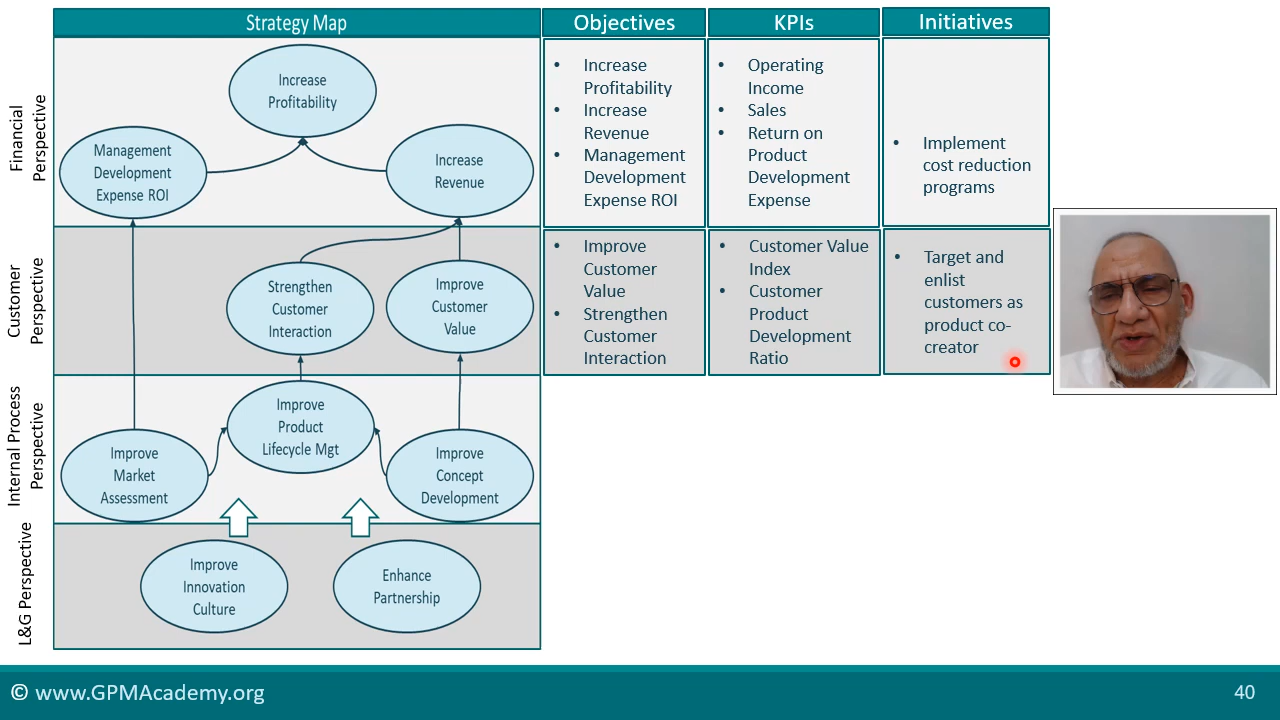 Strategy Map
Objectives
KPIs
Initiatives
Financial
Perspective
Increase
Profitability
Management
Development
Expense ROI
Increase
Revenue
• Increase
Profitability
• Increase
Revenue
• Management
Development
Expense ROI
• Operating
Income
• Sales
• Return on
Product
Development
Expense
• Implement
cost reduction
programs
Customer
Perspective
Strengthen
Customer
Interaction
Improve
Customer
Value
• Improve
Customer
Value
• Strengthen
Customer
Interaction
• Customer Value
Index
• Customer
Product
Development
Ratio
• Target and
enlist
customers as
product co-
creator
Internal Process
Perspective
Improve
Market
Assessment
Improve
Product
Lifecycle Mgt
Improve
Concept
Development
L&G Perspective
Improve
Innovation
Culture
Enhance
Partnership
© www.GPMAcademy.org
40